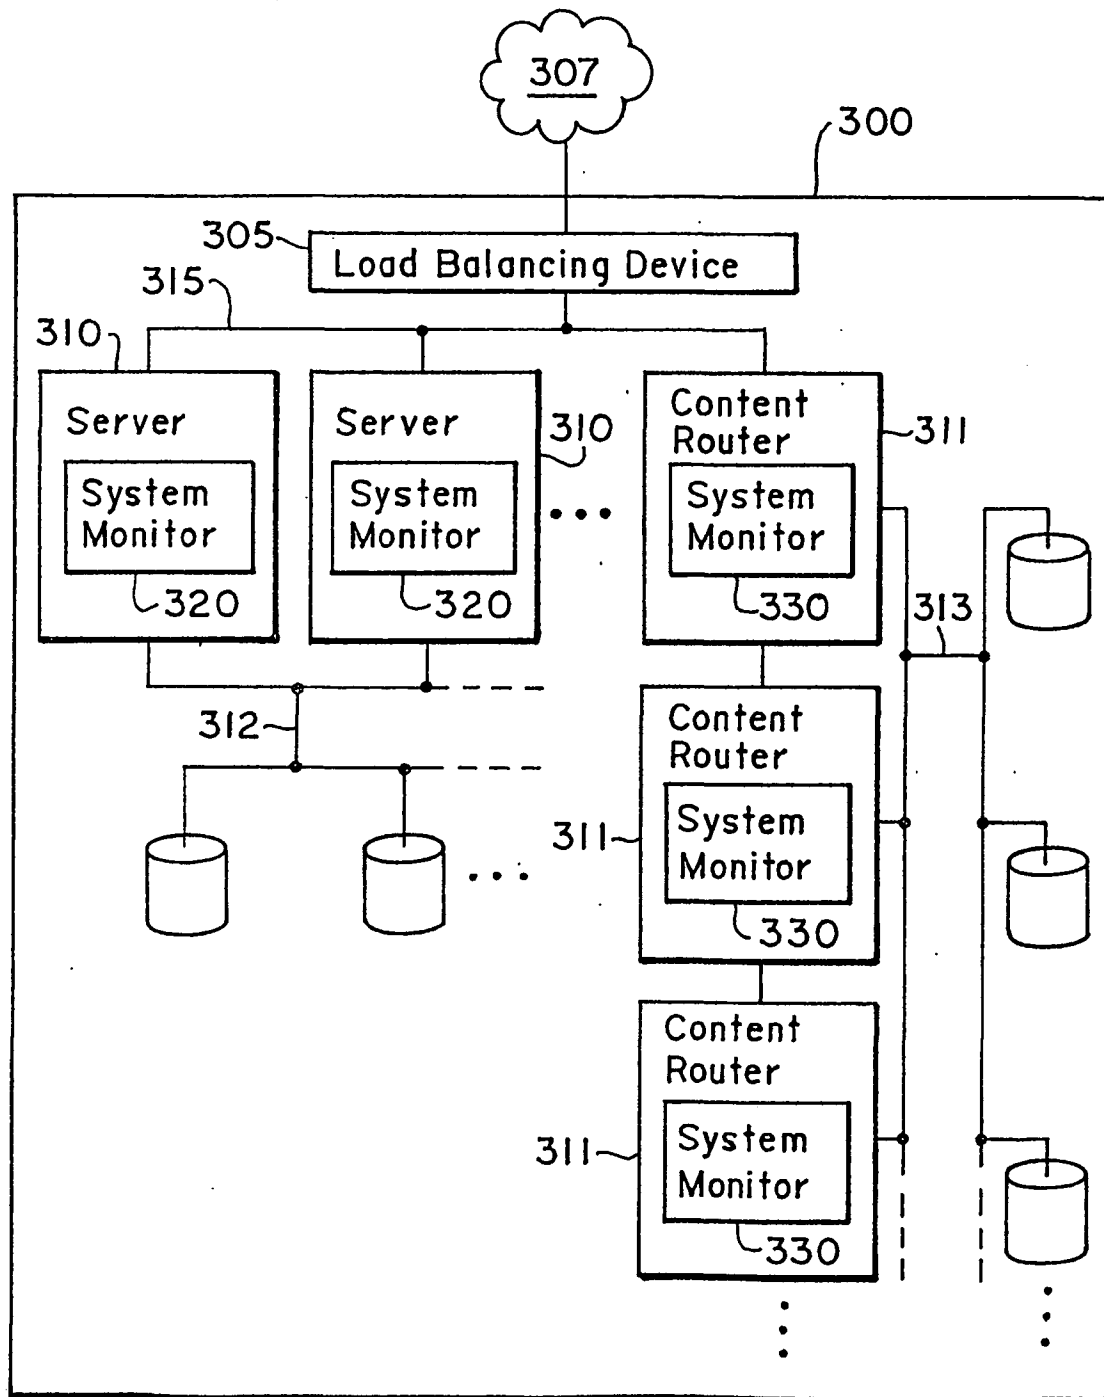 307
300
305
Load Balancing Device
315
310
Server
System
Monitor
320
Server
System
Monitor
320
310
Content
Router
System
Monitor
330
311
313
312
Content
Router
System
Monitor
330
311
Content
Router
System
Monitor
330
311